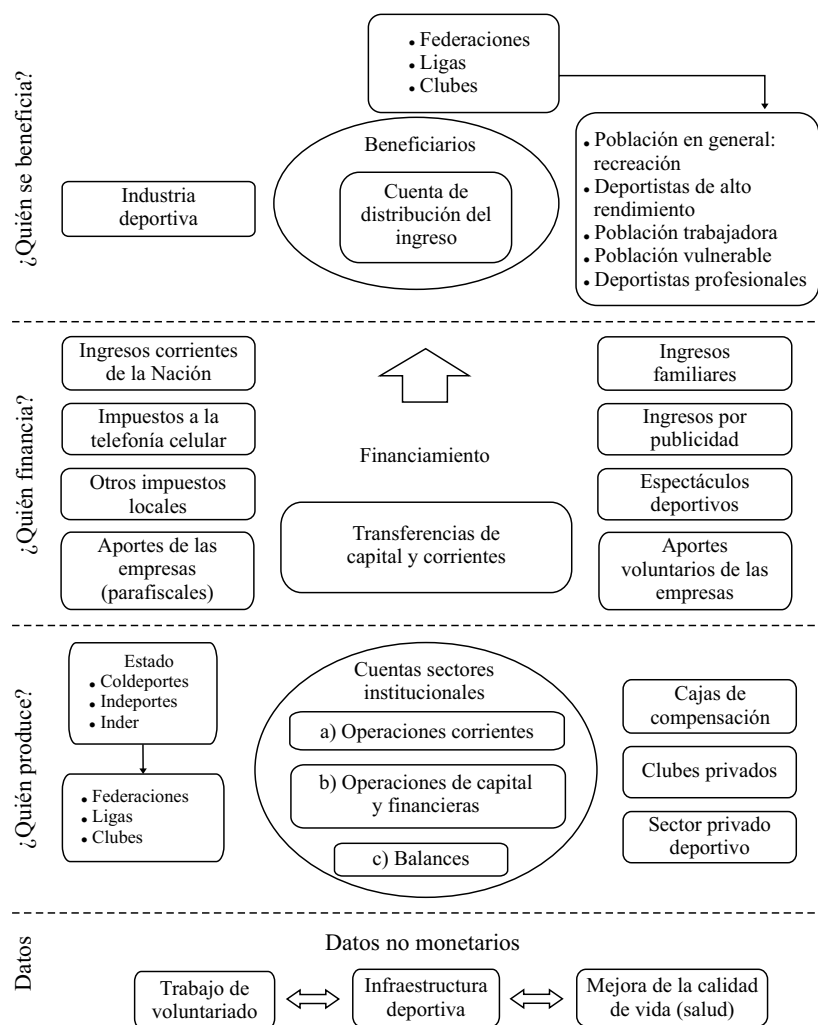 ¿Quién se beneficia?
• Federaciones
• Ligas
• Clubes
Beneficiarios
Cuenta de
distribución del
ingreso
Industria
deportiva
• Población en general:
recreación
• Deportistas de alto
rendimiento
• Población trabajadora
• Población vulnerable
• Deportistas profesionales
¿Quién financia?
Ingresos corrientes
de la Nación
Impuestos a la
telefonía celular
Otros impuestos
locales
Aportes de las
empresas
(parafiscales)
Financiamiento
Transferencias de
capital y corrientes
Ingresos
familiares
Ingresos por
publicidad
Espectáculos
deportivos
Aportes
voluntarios de las
empresas
¿Quién produce?
Estado
• Coldeportes
• Indeportes
• Inder
• Federaciones
• Ligas
• Clubes
Cuentas sectores
institucionales
a) Operaciones corrientes
b) Operaciones de capital
y financieras
c) Balances
Cajas de
compensación
Clubes privados
Sector privado
deportivo
Datos
Datos no monetarios
Trabajo de
voluntariado
Infraestructura
deportiva
Mejora de la calidad
de vida (salud)